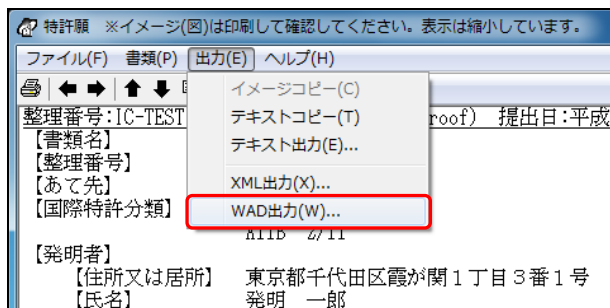 特許願 ※イメージ(図)は印刷して確認してください。表示は縮小しています。
ファイル(F) 書類(P) 出力(E) ヘルプ(H)
イメージコピー(C)
テキストコピー(T)
テキスト出力(E)...
XML出力(X)...
WAD出力(W)...
整理番号:IC-TEST roof) 提出日:平成
【書類名】
【整理番号】
【あて先】
【国際特許分類】
A11B 2/11
【発明者】
【住所又は居所】 東京都千代田区霞が関1丁目3番1号
【氏名】 発明 一郎